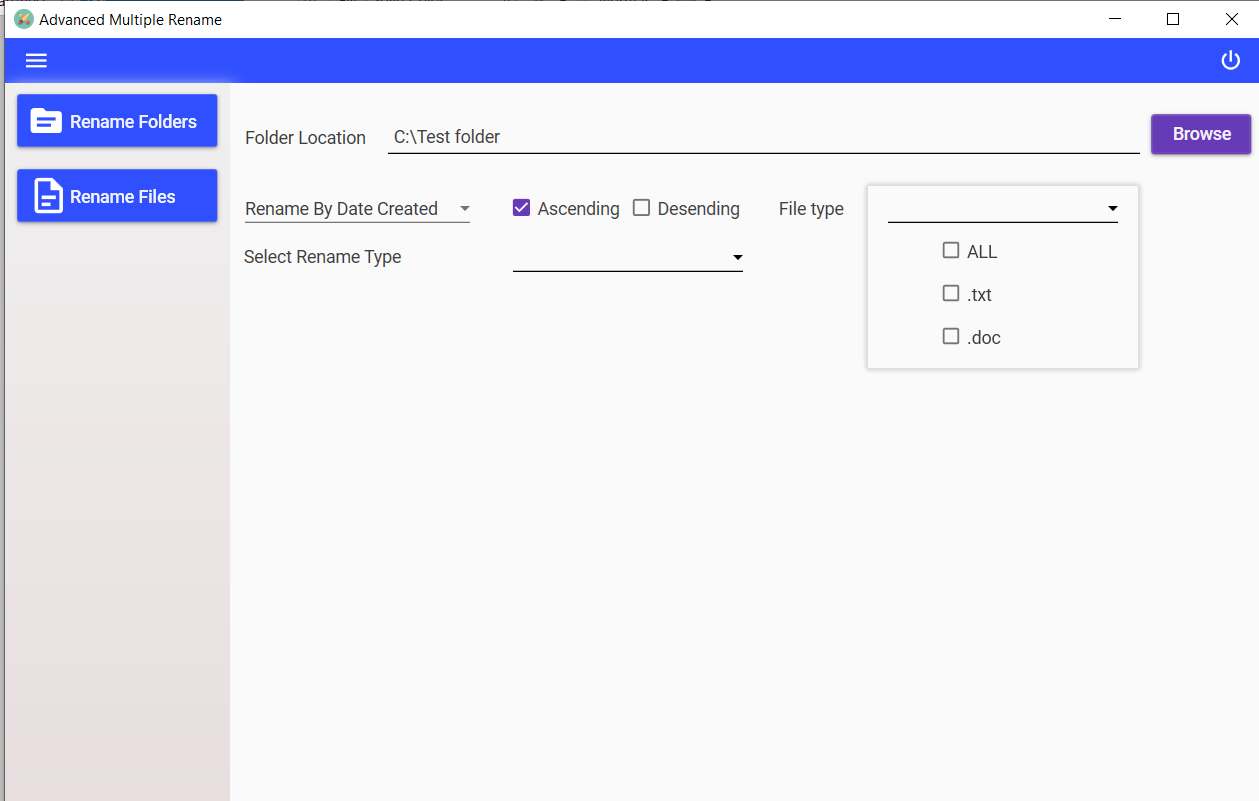 Advanced Multiple Rename
Rename Folders
Rename Files
Folder Location C:\Test folder Browse
Rename By Date Created Ascending Desending File type
Select Rename Type
ALL
.txt
.doc